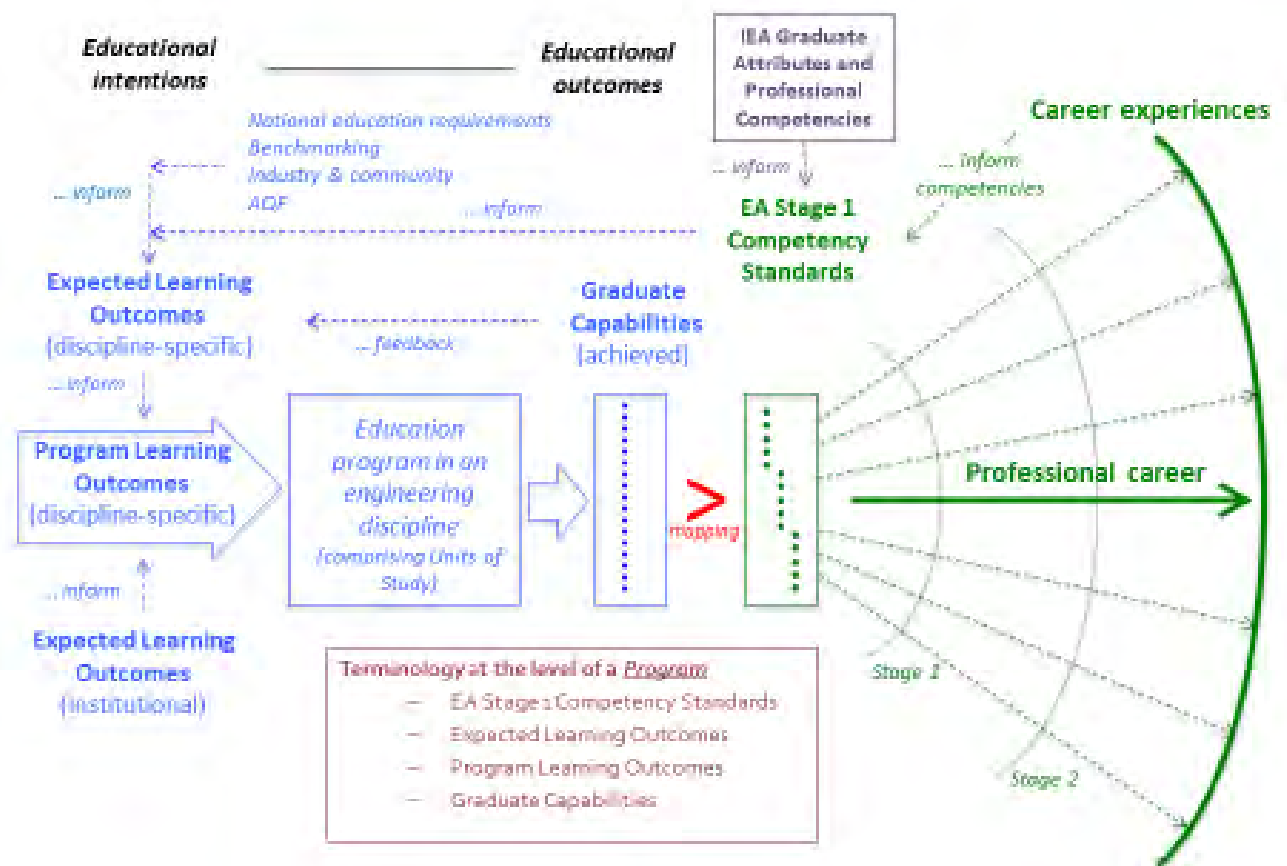 Educational
intentions
Educational
outcomes
IEA Graduate
Attributes and
Professional
Competencies
Career experiences
National education requirements
Benchmarking
Industry & community
AQF
... inform
... inform
... inform
... inform
competencies
EA Stage 1
Competency
Standards
Expected Learning
Outcomes
(discipline-specific)
Graduate
Capabilities
(achieved)
... feedback
... inform
Program Learning
Outcomes
(discipline-specific)
Education
program in an
engineering
discipline
(comprising Units of
Study)
>
mapping
Professional career
... inform
Expected Learning
Outcomes
(institutional)
Terminology at the level of a Program
– EA Stage 1 Competency Standards
– Expected Learning Outcomes
– Program Learning Outcomes
– Graduate Capabilities
Stage 1
Stage 2